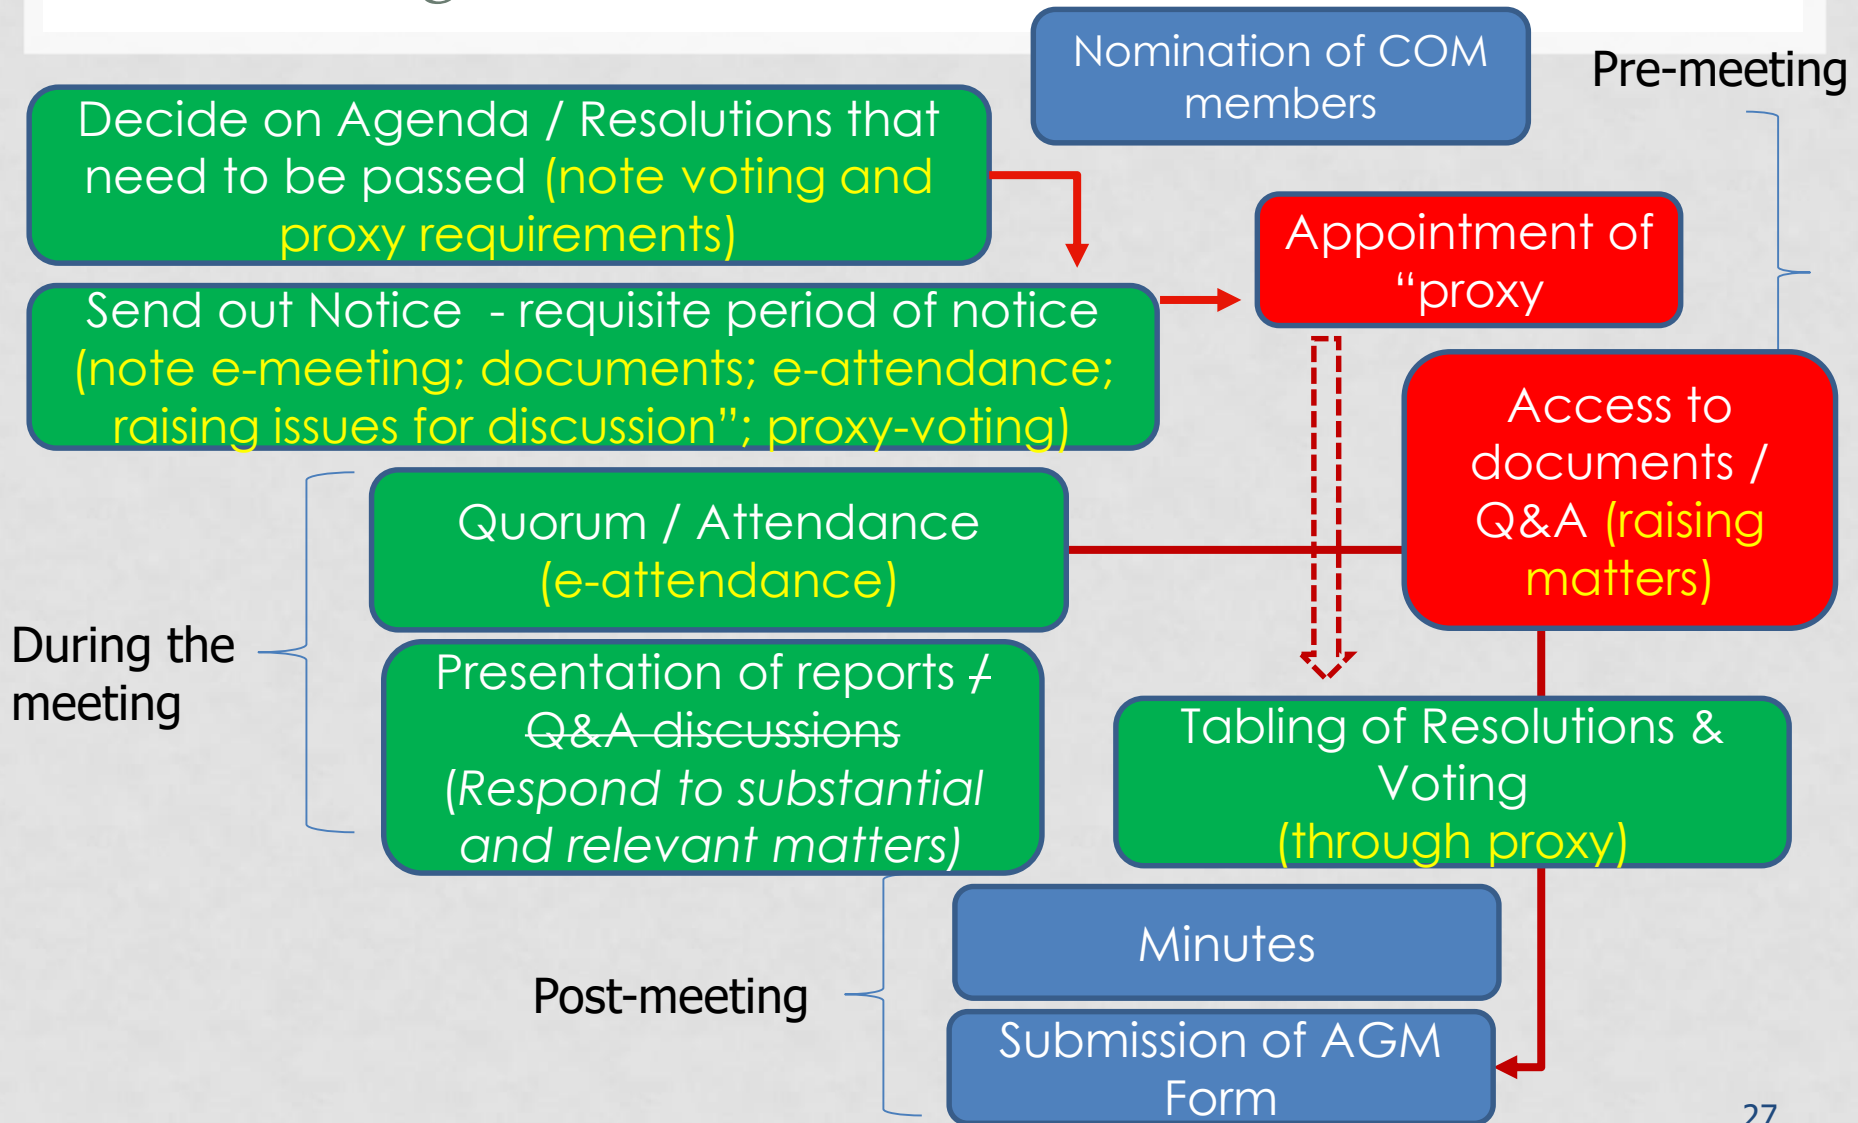 Nomination of COM
members
Pre-meeting
Decide on Agenda / Resolutions that
need to be passed (note voting and
proxy requirements)
Appointment of
“proxy
Send out Notice - requisite period of notice
(note e-meeting; documents; e-attendance;
raising issues for discussion”; proxy-voting)
Access to
documents /
Q&A (raising
matters)
Quorum / Attendance
(e-attendance)
During the
meeting
Presentation of reports /
Q&A discussions
(Respond to substantial
and relevant matters)
Tabling of Resolutions &
Voting
(through proxy)
Post-meeting
Minutes
Submission of AGM
Form
27